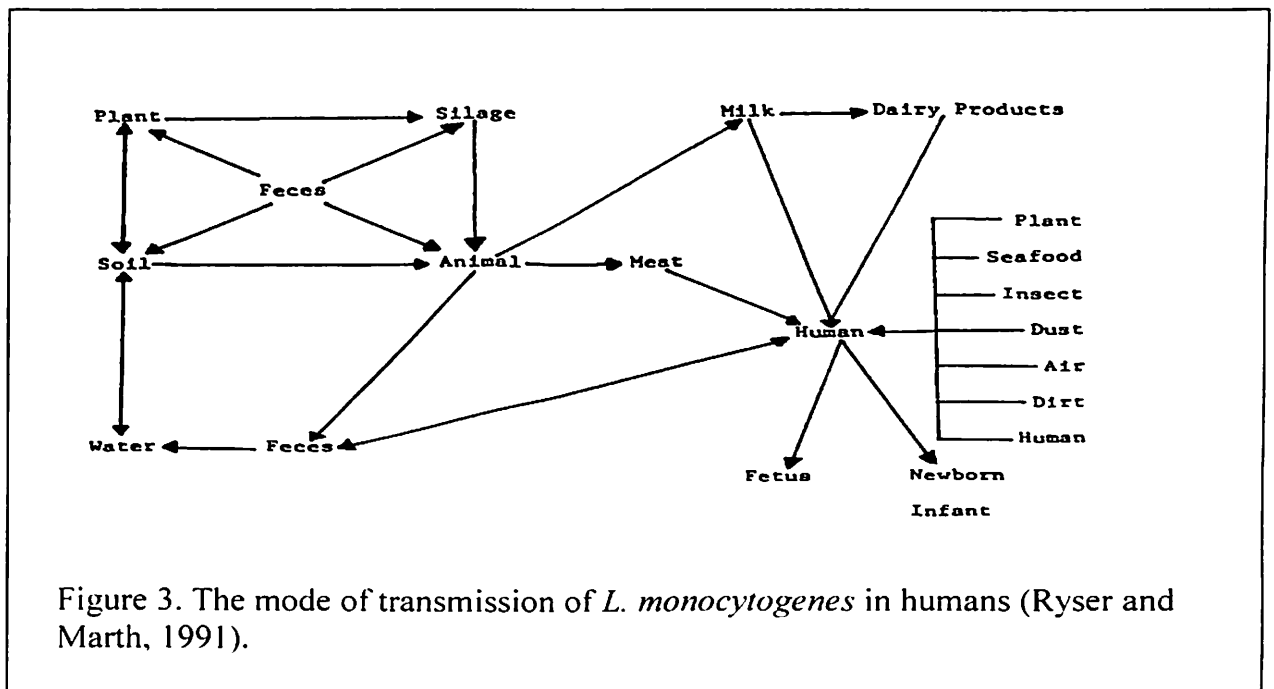 Plant Silage Milk Dairy Products
Feces
Plant
Seafood
Soil Animal Meat
Insect
Human Dust
Air
Dirt
Water Feces Human
Fetus Newborn
Infant
Figure 3. The mode of transmission of L. monocytogenes in humans (Ryser and
Marth, 1991).